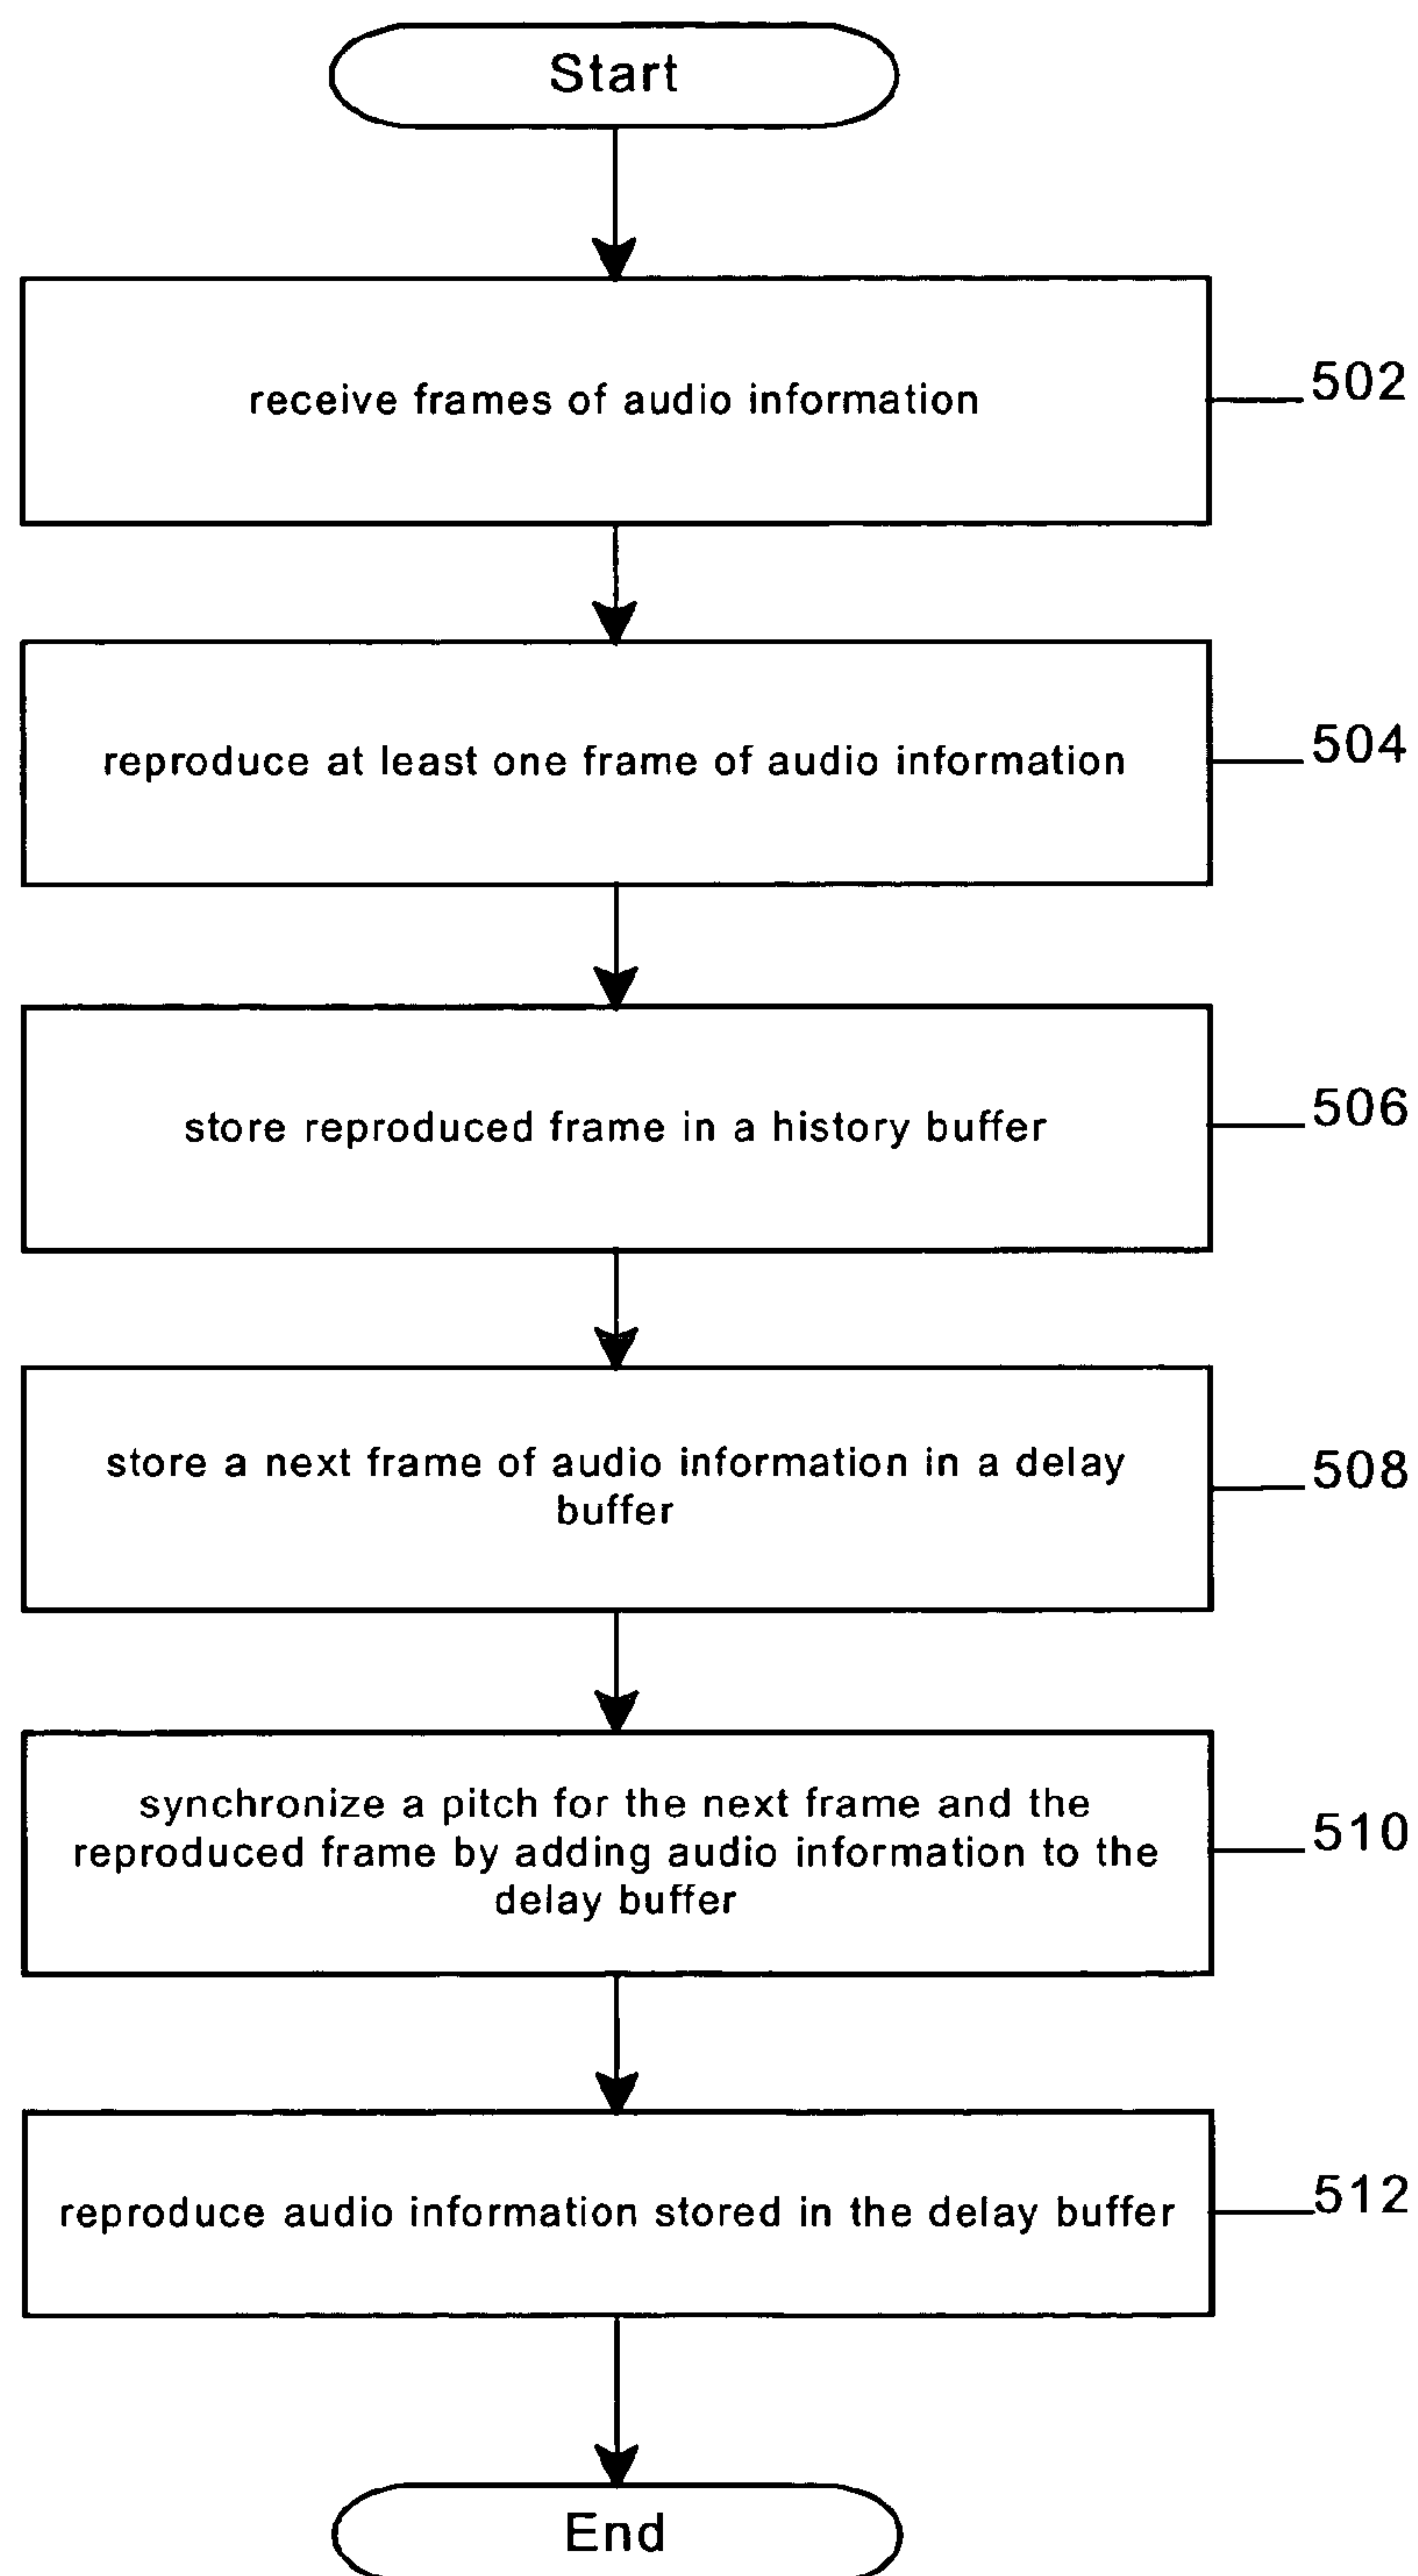 Start
receive frames of audio information
502
reproduce at least one frame of audio information
504
store reproduced frame in a history buffer
506
store a next frame of audio information in a delay
buffer
508
synchronize a pitch for the next frame and the
reproduced frame by adding audio information to the
delay buffer
510
reproduce audio information stored in the delay buffer
512
End